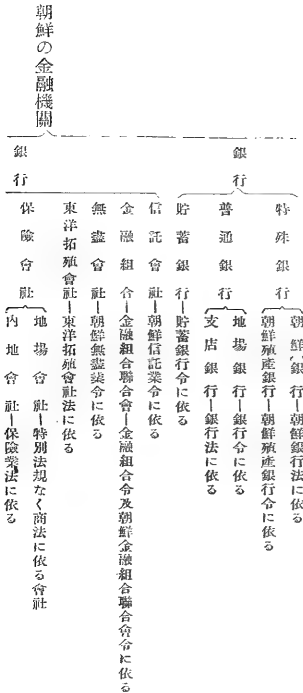 朝鮮の金融機關
銀行
特殊銀行
朝鮮銀行―朝鮮銀行法に依る
朝鮮殖產銀行―朝鮮殖產銀行令に依る
普通銀行
地場銀行―銀行令に依る
支店銀行―銀行法に依る
貯蓄銀行―貯蓄銀行令に依る
銀行
信託會社―朝鮮信託業令に依る
金融組合―金融組合聯合會―金融組合令及朝鮮金融組合聯合會令に依る
無盡會社―朝鮮無盡業令に依る
東洋拓殖會社―東洋拓殖會社法に依る
保險會社
地場會社―特別法規なく商法に依る會社
內地會社―保險業法に依る